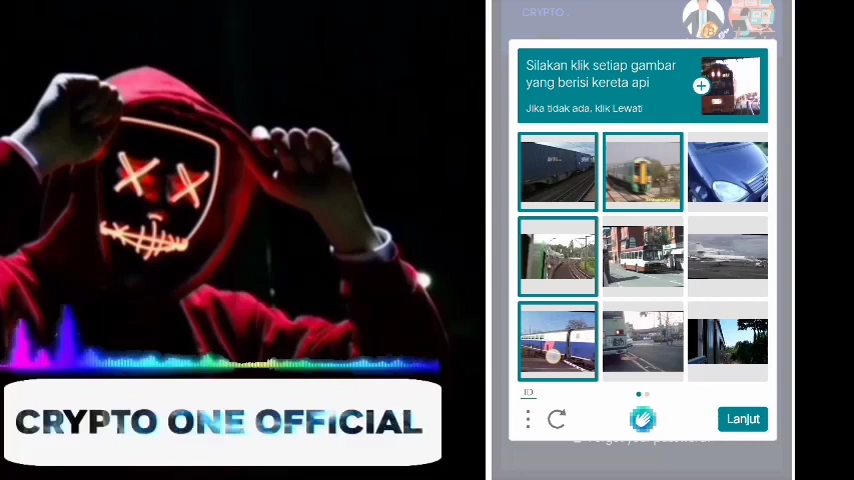 CRYPTO
Silakan klik setiap gambar
yang berisi kereta api
Jika tidak ada, klik Lewati
ID
Lanjut
CRYPTO ONE OFFICIAL